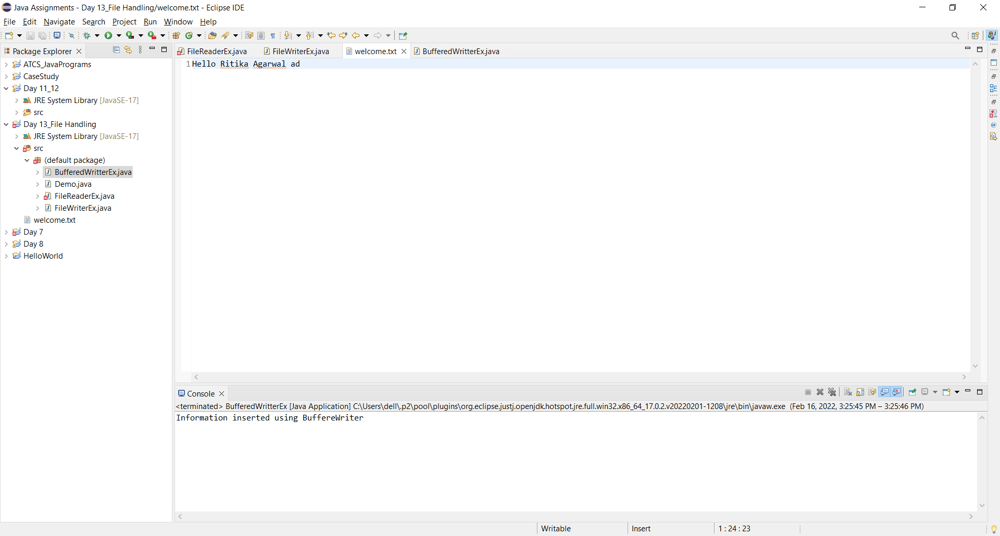 Java Assignments - Day 13_File Handling/welcome.txt - Eclipse IDE
File Edit Navigate Search Project Run Window Help
Package Explorer
ATCS_JavaPrograms
CaseStudy
Day 11_12
JRE System Library [JavaSE-17]
src
Day 13_File Handling
JRE System Library [JavaSE-17]
src
(default package)
BufferedWritterEx.java
Demo.java
FileReaderEx.java
FileWriterEx.java
welcome.txt
Day 7
Day 8
HelloWorld
FileReaderEx.java FileWriterEx.java welcome.txt BufferedWritterEx.java
1 Hello Ritika Agarwal ad
Console
<terminated> BufferedWritterEx [Java Application] C:\Users\dell\.p2\pool\plugins\org.eclipse.justj.openjdk.hotspot.jre.full.win32.x86_64_17.0.2.v20220201-1208\jre\bin\javaw.exe (Feb 16, 2022, 3:25:45 PM – 3:25:46 PM)
Information inserted using BuffereWriter
Writable Insert 1 : 24 : 23